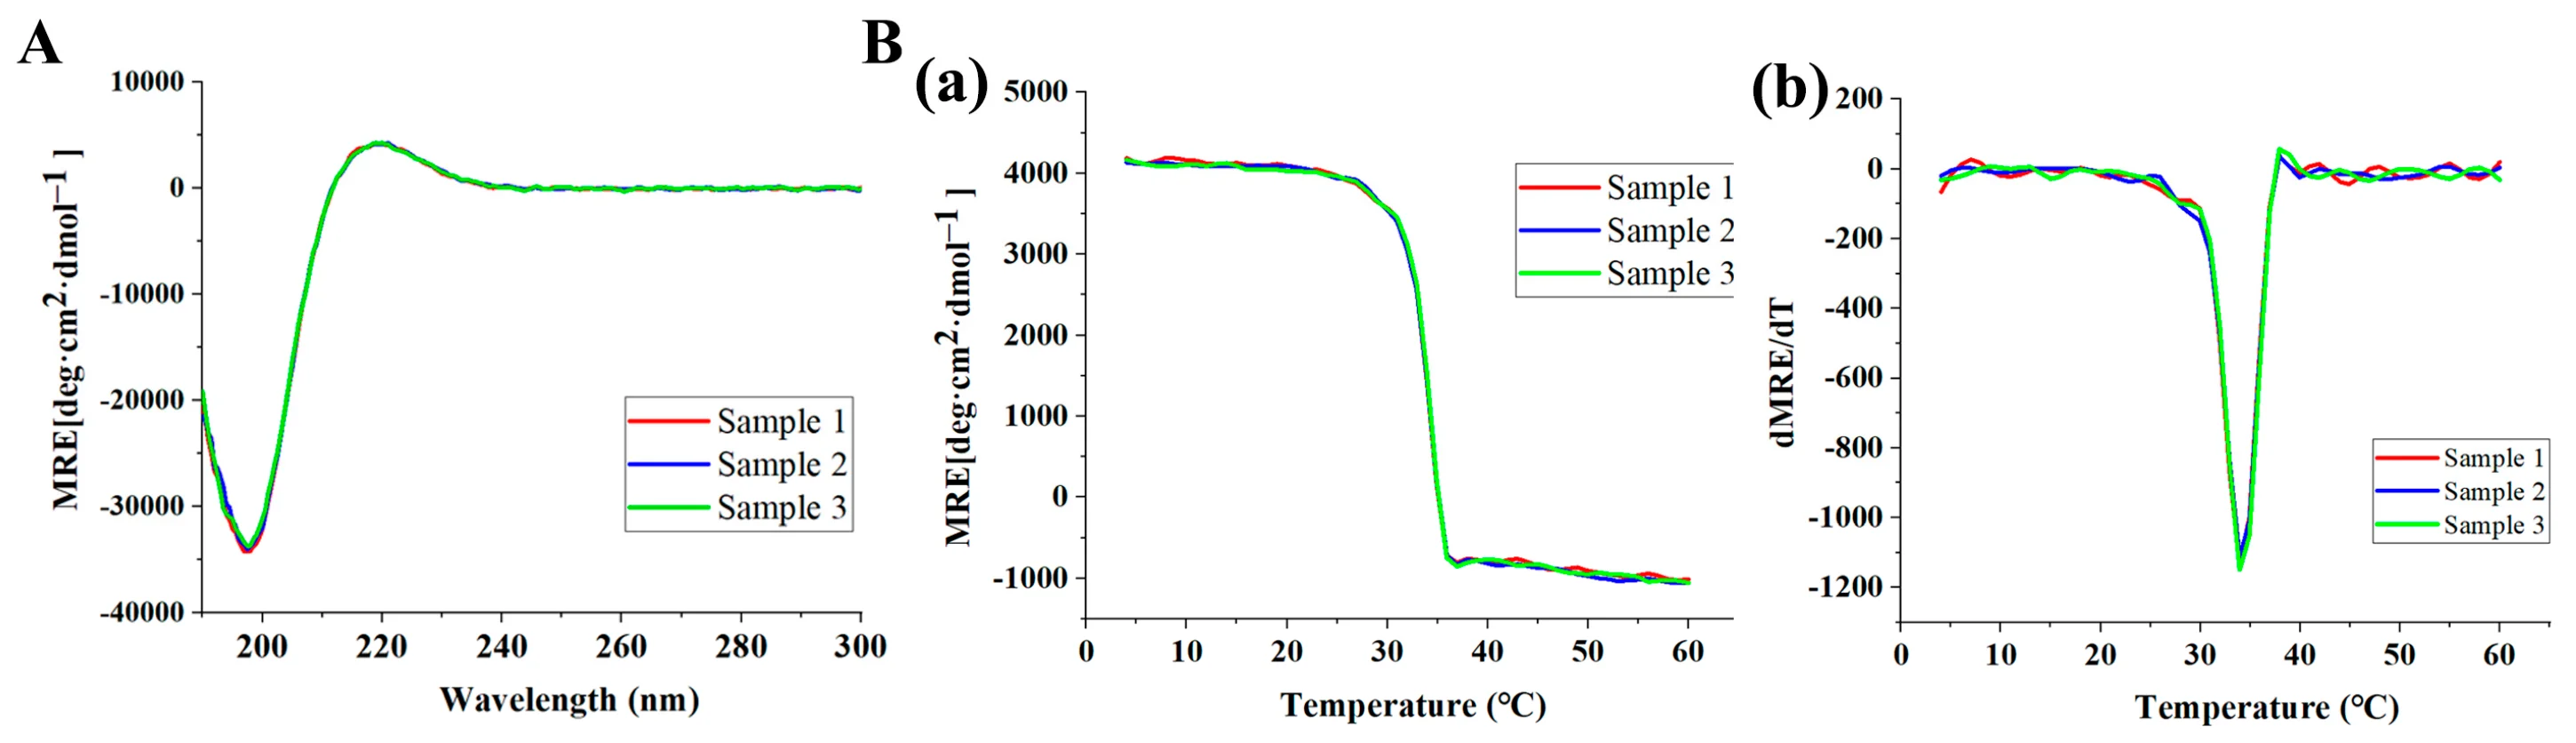 A
10000
0
-10000
-20000
-30000
-40000
200 220 240 260 280 300
Wavelength (nm)
MRE[deg·cm²·dmol⁻¹ ]
Sample 1
Sample 2
Sample 3
B
(a)
5000
4000
3000
2000
1000
0
-1000
0 10 20 30 40 50 60
Temperature (℃)
MRE[deg·cm²·dmol⁻¹ ]
Sample 1
Sample 2
Sample 3
(b)
200
0
-200
-400
-600
-800
-1000
-1200
0 10 20 30 40 50 60
Temperature (℃)
dMRE/dT
Sample 1
Sample 2
Sample 3